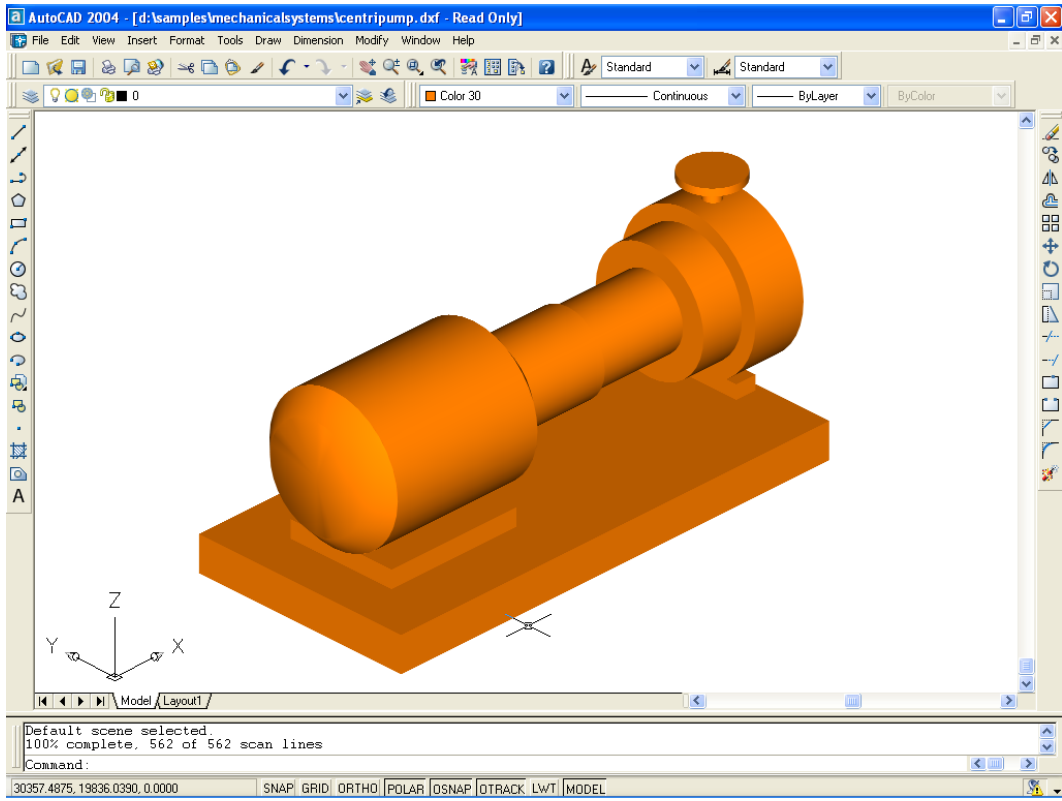 a AutoCAD 2004 - [d:\samples\mechanicalsystems\centripump.dxf - Read Only]
File Edit View Insert Format Tools Draw Dimension Modify Window Help
Standard Standard
0 Color 30 Continuous ByLayer ByColor
A
Z
Y X
Model Layout1
Default scene selected.
100% complete, 562 of 562 scan lines
Command:
30357.4875, 19836.0390, 0.0000 SNAP GRID ORTHO POLAR OSNAP OTRACK LWT MODEL